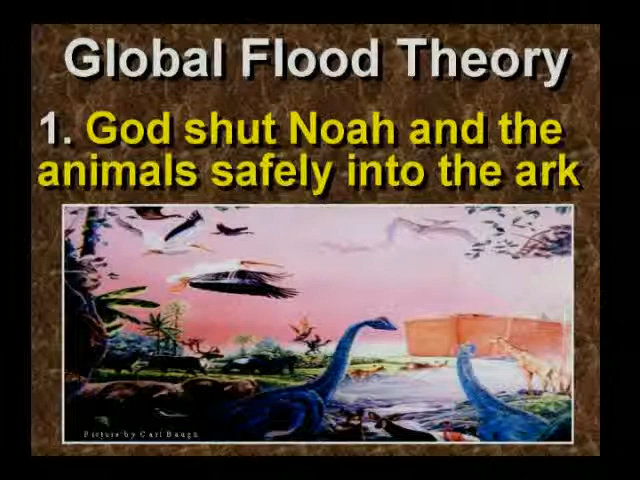 Global Flood Theory
1. God shut Noah and the
animals safely into the ark
Picture by Carl Baugh